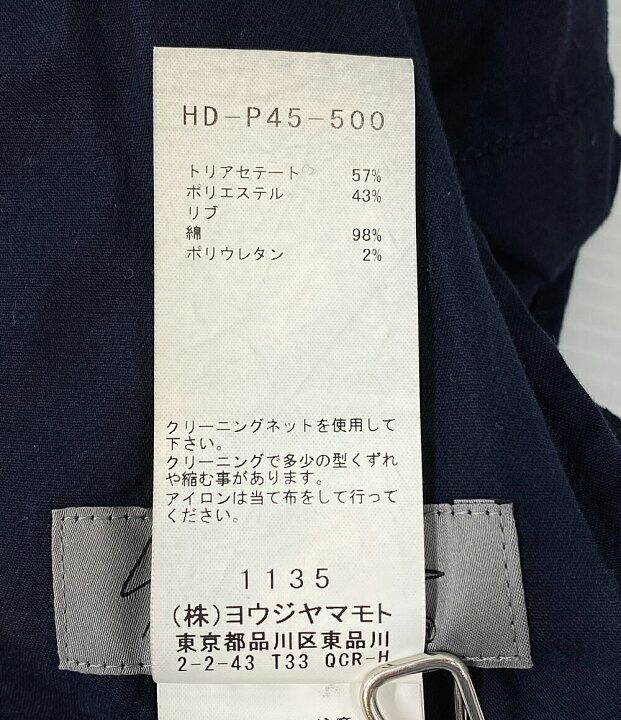 HD-P45-500
トリアセテート 57%
ポリエステル 43%
リブ
綿 98%
ポリウレタン 2%
クリーニングネットを使用して
下さい。
クリーニングで多少の型くずれ
や縮む事があります。
アイロンは当て布をして行って
ください。
1135
(株)ヨウジヤマモト
東京都品川区東品川
2-2-43 T33 QCR-H
®